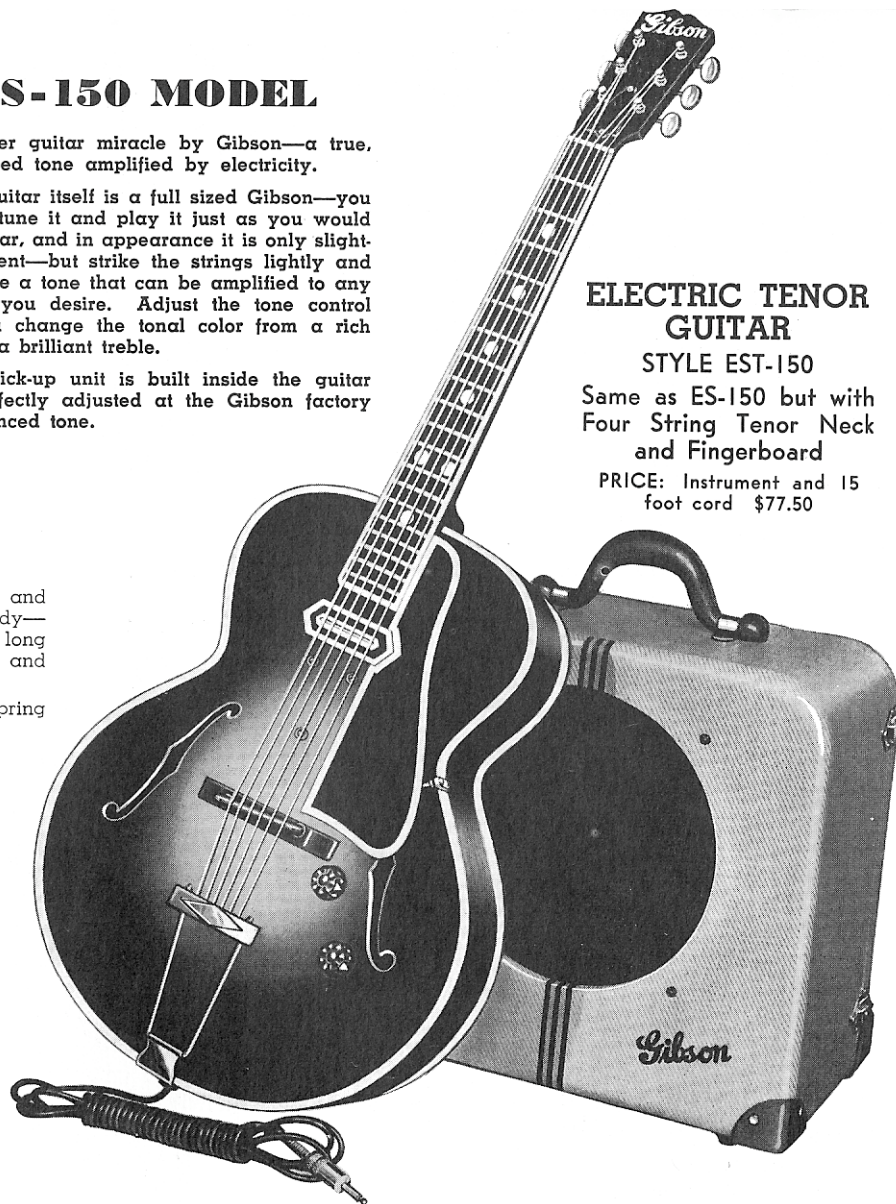 S-150 MODEL
er guitar miracle by Gibson—a true,
ed tone amplified by electricity.
uitar itself is a full sized Gibson—you
tune it and play it just as you would
ar, and in appearance it is only slight-
ent—but strike the strings lightly and
e a tone that can be amplified to any
you desire. Adjust the tone control
change the tonal color from a rich
a brilliant treble.
ick-up unit is built inside the guitar
fectly adjusted at the Gibson factory
nced tone.
and
dy—
long
and
pring
Gibson
ELECTRIC TENOR
GUITAR
STYLE EST-150
Same as ES-150 but with
Four String Tenor Neck
and Fingerboard
PRICE: Instrument and 15
foot cord $77.50
Gibson